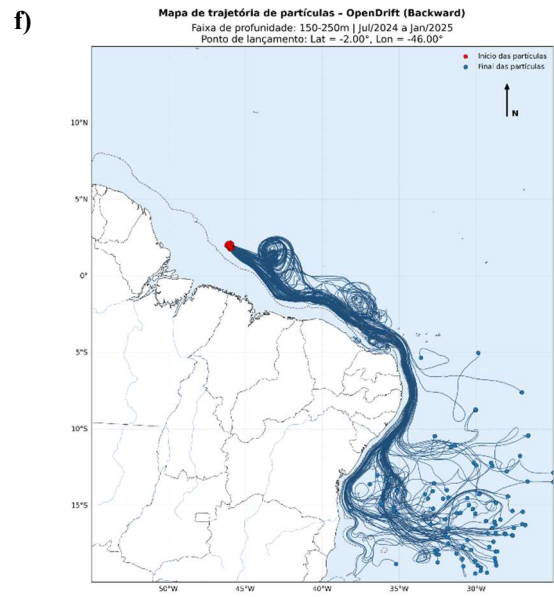 f)
Mapa de trajetória de partículas – OpenDrift (Backward)
Faixa de profunidade: 150-250m | Jul/2024 a Jan/2025
Ponto de lançamento: Lat = -2.00°, Lon = -46.00°
Início das partículas
Final das partículas
N
10°N
5°N
0°
5°S
10°S
15°S
50°W
45°W
40°W
35°W
30°W